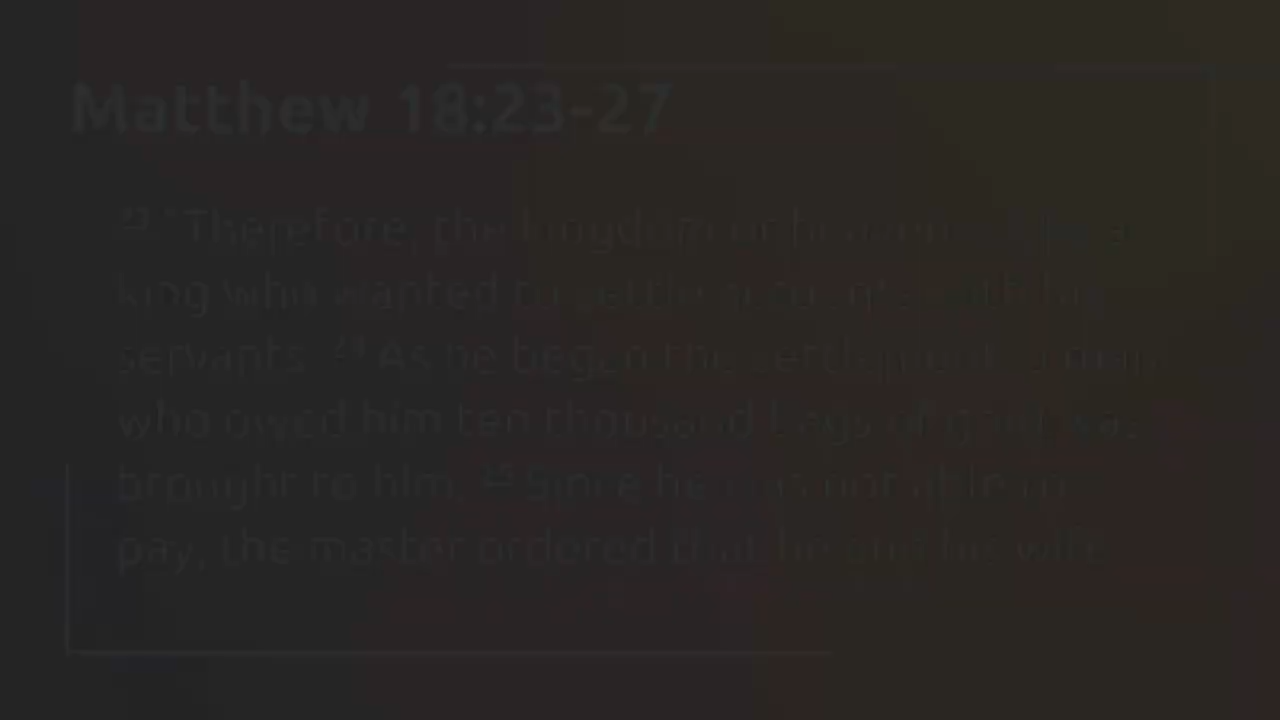 Matthew 18:23-27
23 "Therefore, the kingdom of heaven is like a
king who wanted to settle accounts with his
servants. 24 As he began the settlement, a man
who owed him ten thousand bags of gold was
brought to him. 25 Since he was not able to
pay, the master ordered that he and his wife